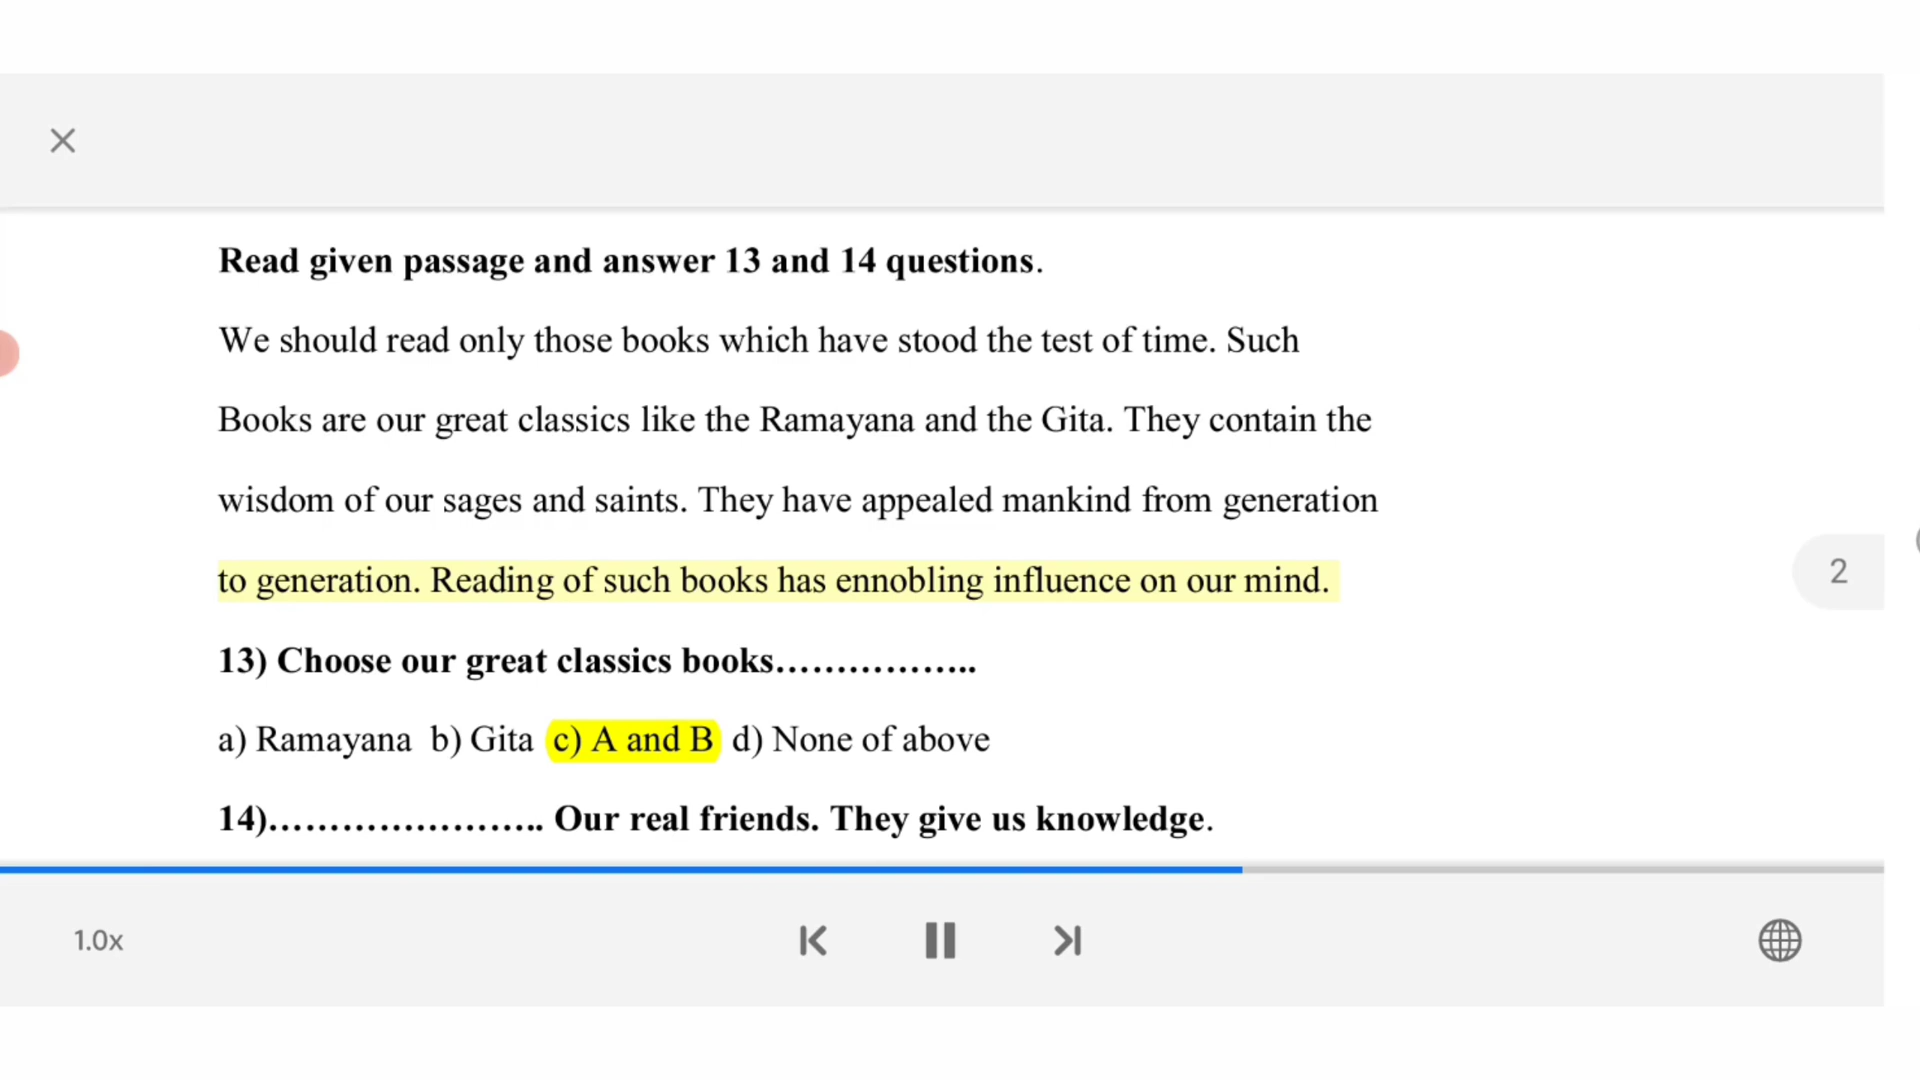 Read given passage and answer 13 and 14 questions.
We should read only those books which have stood the test of time. Such
Books are our great classics like the Ramayana and the Gita. They contain the
wisdom of our sages and saints. They have appealed mankind from generation
to generation. Reading of such books has ennobling influence on our mind.
2
13) Choose our great classics books……………..
a) Ramayana b) Gita c) A and B d) None of above
14)…………………….. Our real friends. They give us knowledge.
1.0x